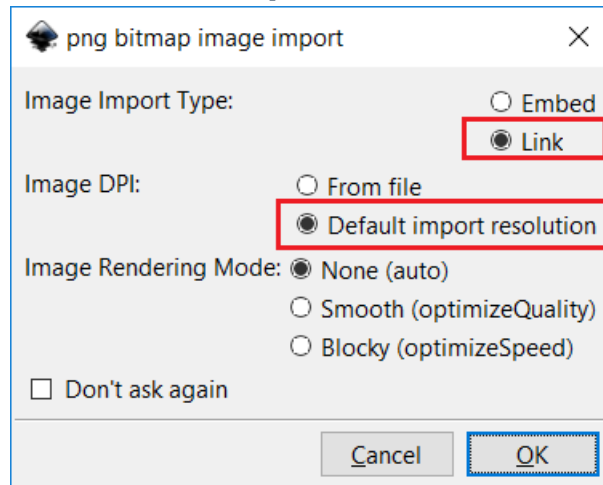 png bitmap image import
Image Import Type:
Embed
Link
Image DPI:
From file
Default import resolution
Image Rendering Mode: None (auto)
Smooth (optimizeQuality)
Blocky (optimizeSpeed)
Don't ask again
Cancel OK